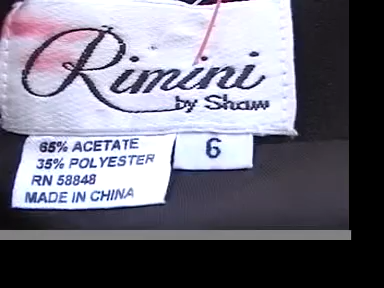 Rimini
by Shaw
6
65% ACETATE
35% POLYESTER
RN 58848
MADE IN CHINA